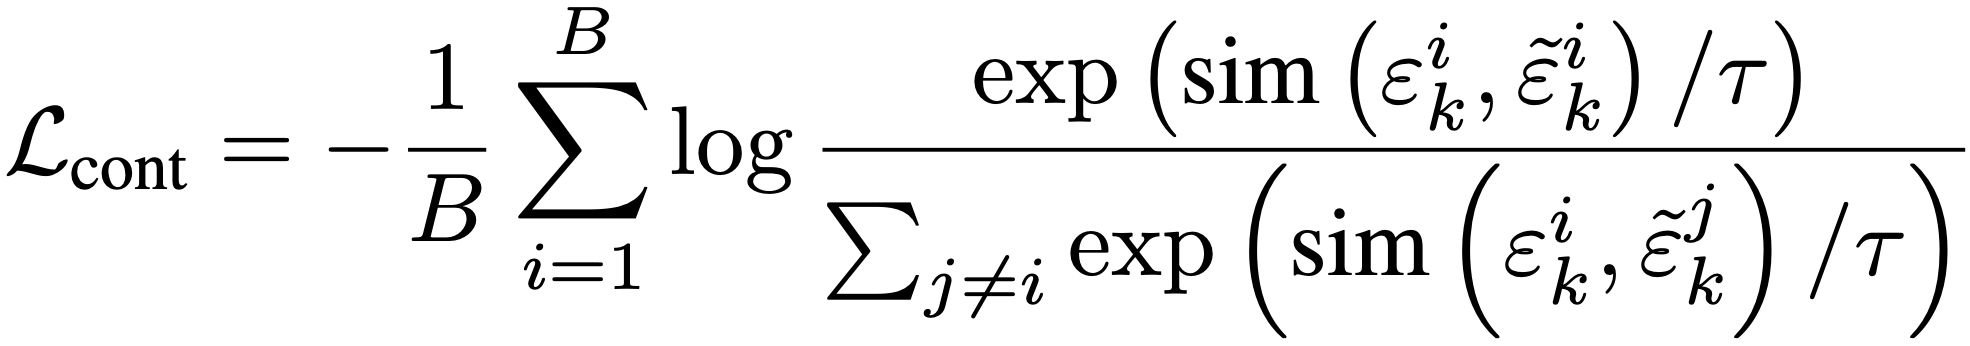 \mathcal{L}_{\text{cont}} = -\frac{1}{B} \sum_{i=1}^{B} \log \frac{\exp\left(\text{sim}\left(\varepsilon_k^i, \tilde{\varepsilon}_k^i\right)/\tau\right)}{\sum_{j \neq i} \exp\left(\text{sim}\left(\varepsilon_k^i, \tilde{\varepsilon}_k^j\right)/\tau\right)}